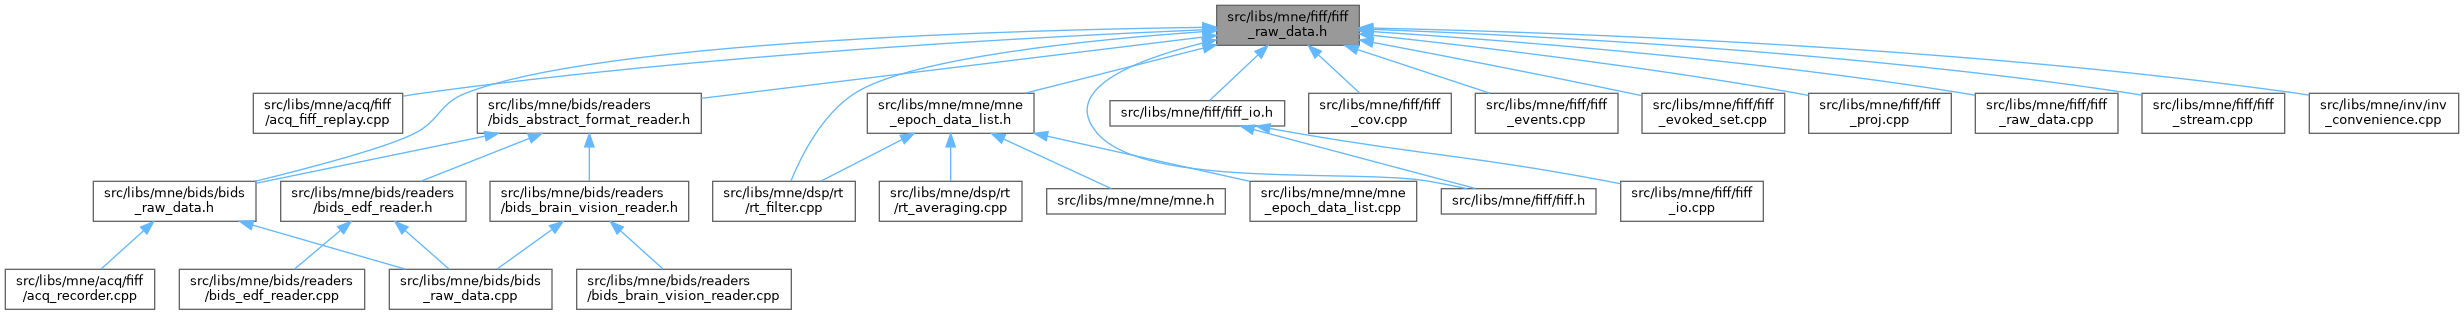 src/libs/mne/fiff/fiff
_raw_data.h
src/libs/mne/acq/fiff
/acq_fiff_replay.cpp
src/libs/mne/bids/readers
/bids_abstract_format_reader.h
src/libs/mne/mne/mne
_epoch_data_list.h
src/libs/mne/fiff/fiff_io.h
src/libs/mne/fiff/fiff
_cov.cpp
src/libs/mne/fiff/fiff
_events.cpp
src/libs/mne/fiff/fiff
_evoked_set.cpp
src/libs/mne/fiff/fiff
_proj.cpp
src/libs/mne/fiff/fiff
_raw_data.cpp
src/libs/mne/fiff/fiff
_stream.cpp
src/libs/mne/inv/inv
_convenience.cpp
src/libs/mne/bids/bids
_raw_data.h
src/libs/mne/bids/readers
/bids_edf_reader.h
src/libs/mne/bids/readers
/bids_brain_vision_reader.h
src/libs/mne/dsp/rt
/rt_filter.cpp
src/libs/mne/dsp/rt
/rt_averaging.cpp
src/libs/mne/mne/mne.h
src/libs/mne/mne/mne
_epoch_data_list.cpp
src/libs/mne/fiff/fiff.h
src/libs/mne/fiff/fiff
_io.cpp
src/libs/mne/acq/fiff
/acq_recorder.cpp
src/libs/mne/bids/readers
/bids_edf_reader.cpp
src/libs/mne/bids/bids
_raw_data.cpp
src/libs/mne/bids/readers
/bids_brain_vision_reader.cpp